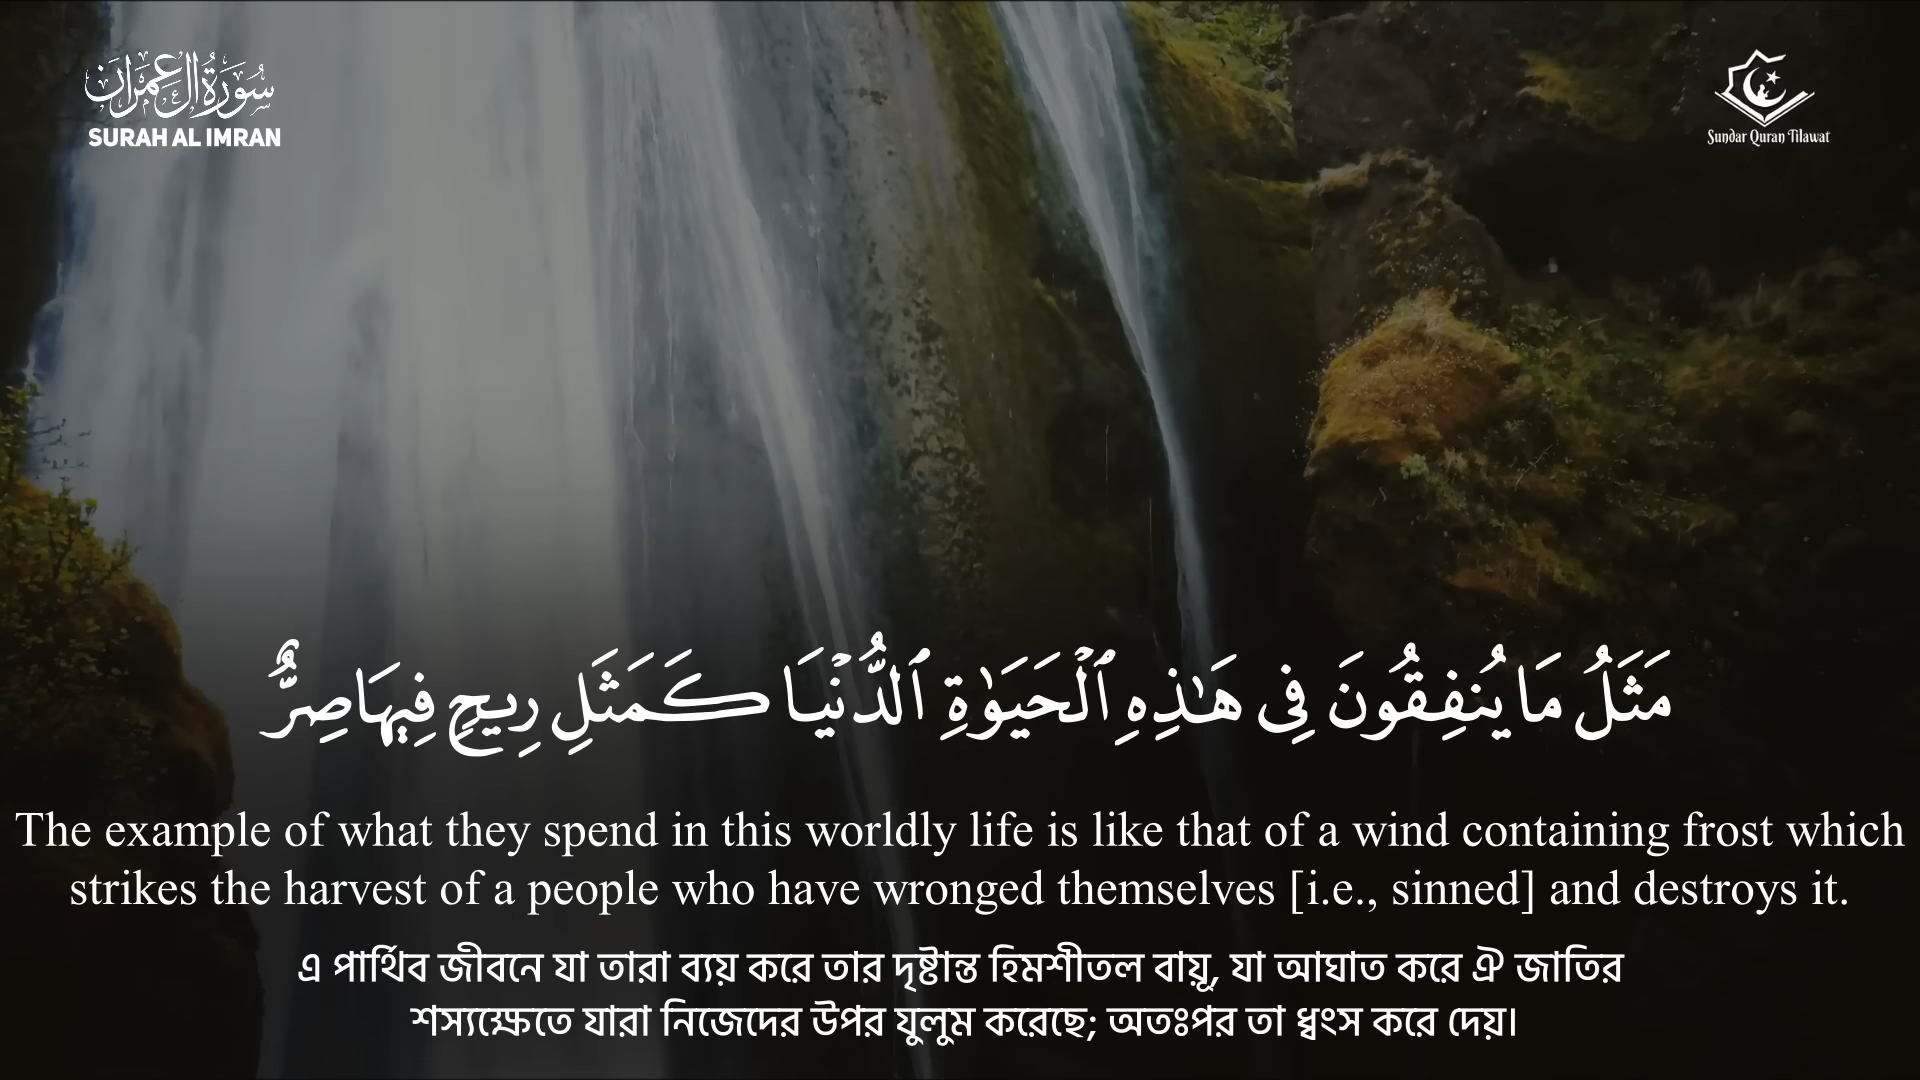 سُورَةُ آل عِمرَان
SURAH AL IMRAN
Sundar Quran Tilawat
مَثَلُ مَا يُنفِقُونَ فِى هَٰذِهِ ٱلْحَيَوٰةِ ٱلدُّنْيَا كَمَثَلِ رِيحٍ فِيهَا صِرٌّ
The example of what they spend in this worldly life is like that of a wind containing frost which
strikes the harvest of a people who have wronged themselves [i.e., sinned] and destroys it.
এ পার্থিব জীবনে যা তারা ব্যয় করে তার দৃষ্টান্ত হিমশীতল বায়ূ, যা আঘাত করে ঐ জাতির
শস্যক্ষেতে যারা নিজেদের উপর যুলুম করেছে; অতঃপর তা ধ্বংস করে দেয়।